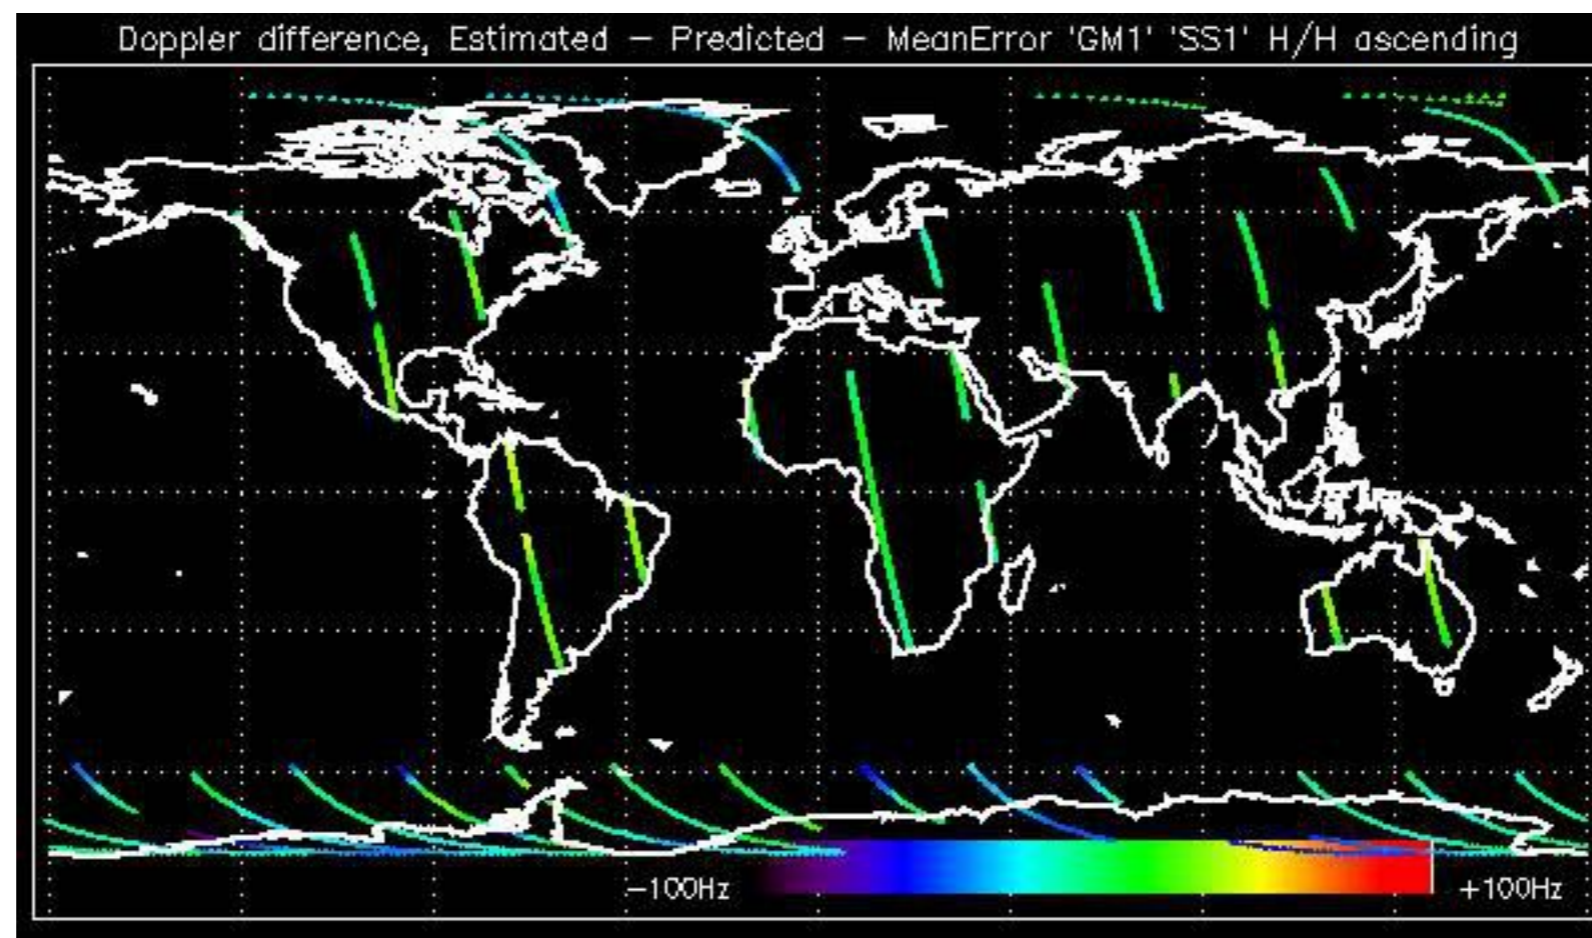 Doppler difference, Estimated – Predicted – MeanError 'GM1' 'SS1' H/H ascending
–100Hz
+100Hz